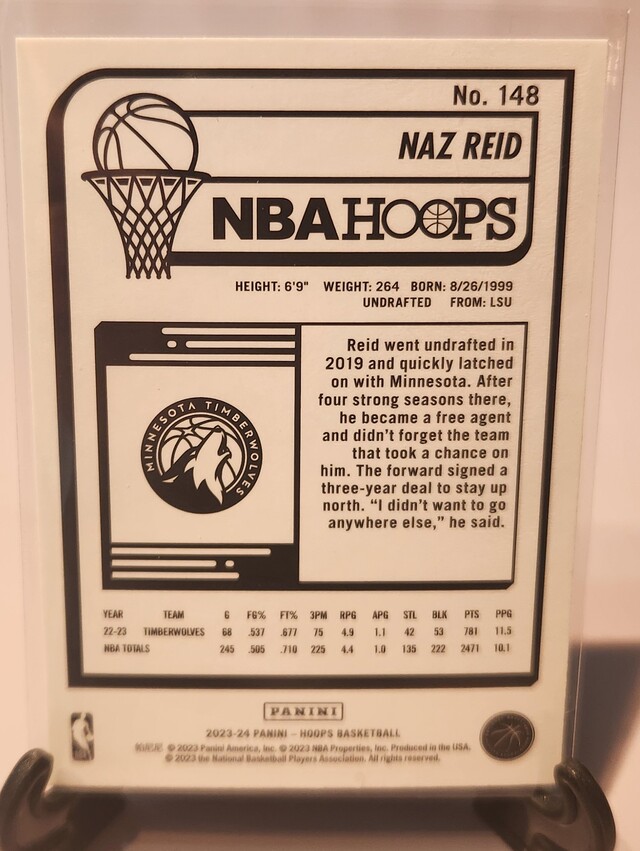 No. 148
NAZ REID
NBA HOOPS
HEIGHT: 6'9" WEIGHT: 264 BORN: 8/26/1999
UNDRAFTED FROM: LSU
MINNESOTA TIMBERWOLVES
Reid went undrafted in
2019 and quickly latched
on with Minnesota. After
four strong seasons there,
he became a free agent
and didn't forget the team
that took a chance on
him. The forward signed a
three-year deal to stay up
north. "I didn't want to go
anywhere else," he said.
YEAR TEAM G FG% FT% 3PM RPG APG STL BLK PTS PPG
22-23 TIMBERWOLVES 68 .537 .677 75 4.9 1.1 42 53 781 11.5
NBA TOTALS 245 .505 .710 225 4.4 1.0 135 222 2471 10.1
PANINI
2023-24 PANINI – HOOPS BASKETBALL
© 2023 Panini America, Inc. © 2023 NBA Properties, Inc. Produced in the USA.
© 2023 the National Basketball Players Association. All rights reserved.